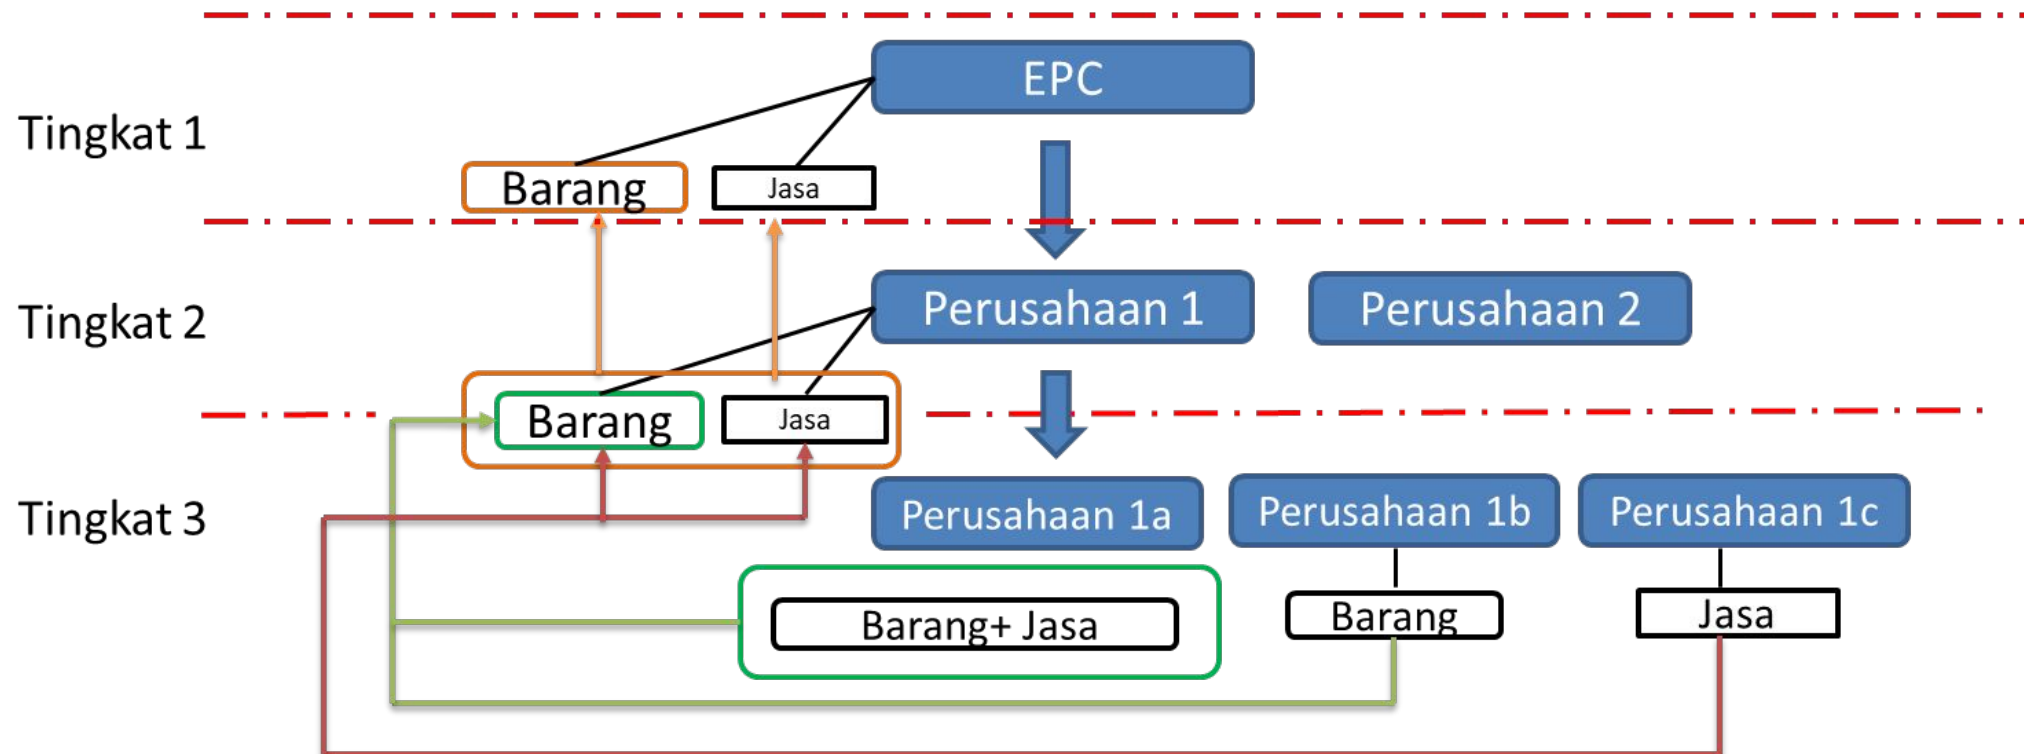 EPC
Tingkat 1
Barang
Jasa
Tingkat 2
Perusahaan 1
Perusahaan 2
Barang
Jasa
Tingkat 3
Perusahaan 1a
Perusahaan 1b
Perusahaan 1c
Barang+ Jasa
Barang
Jasa